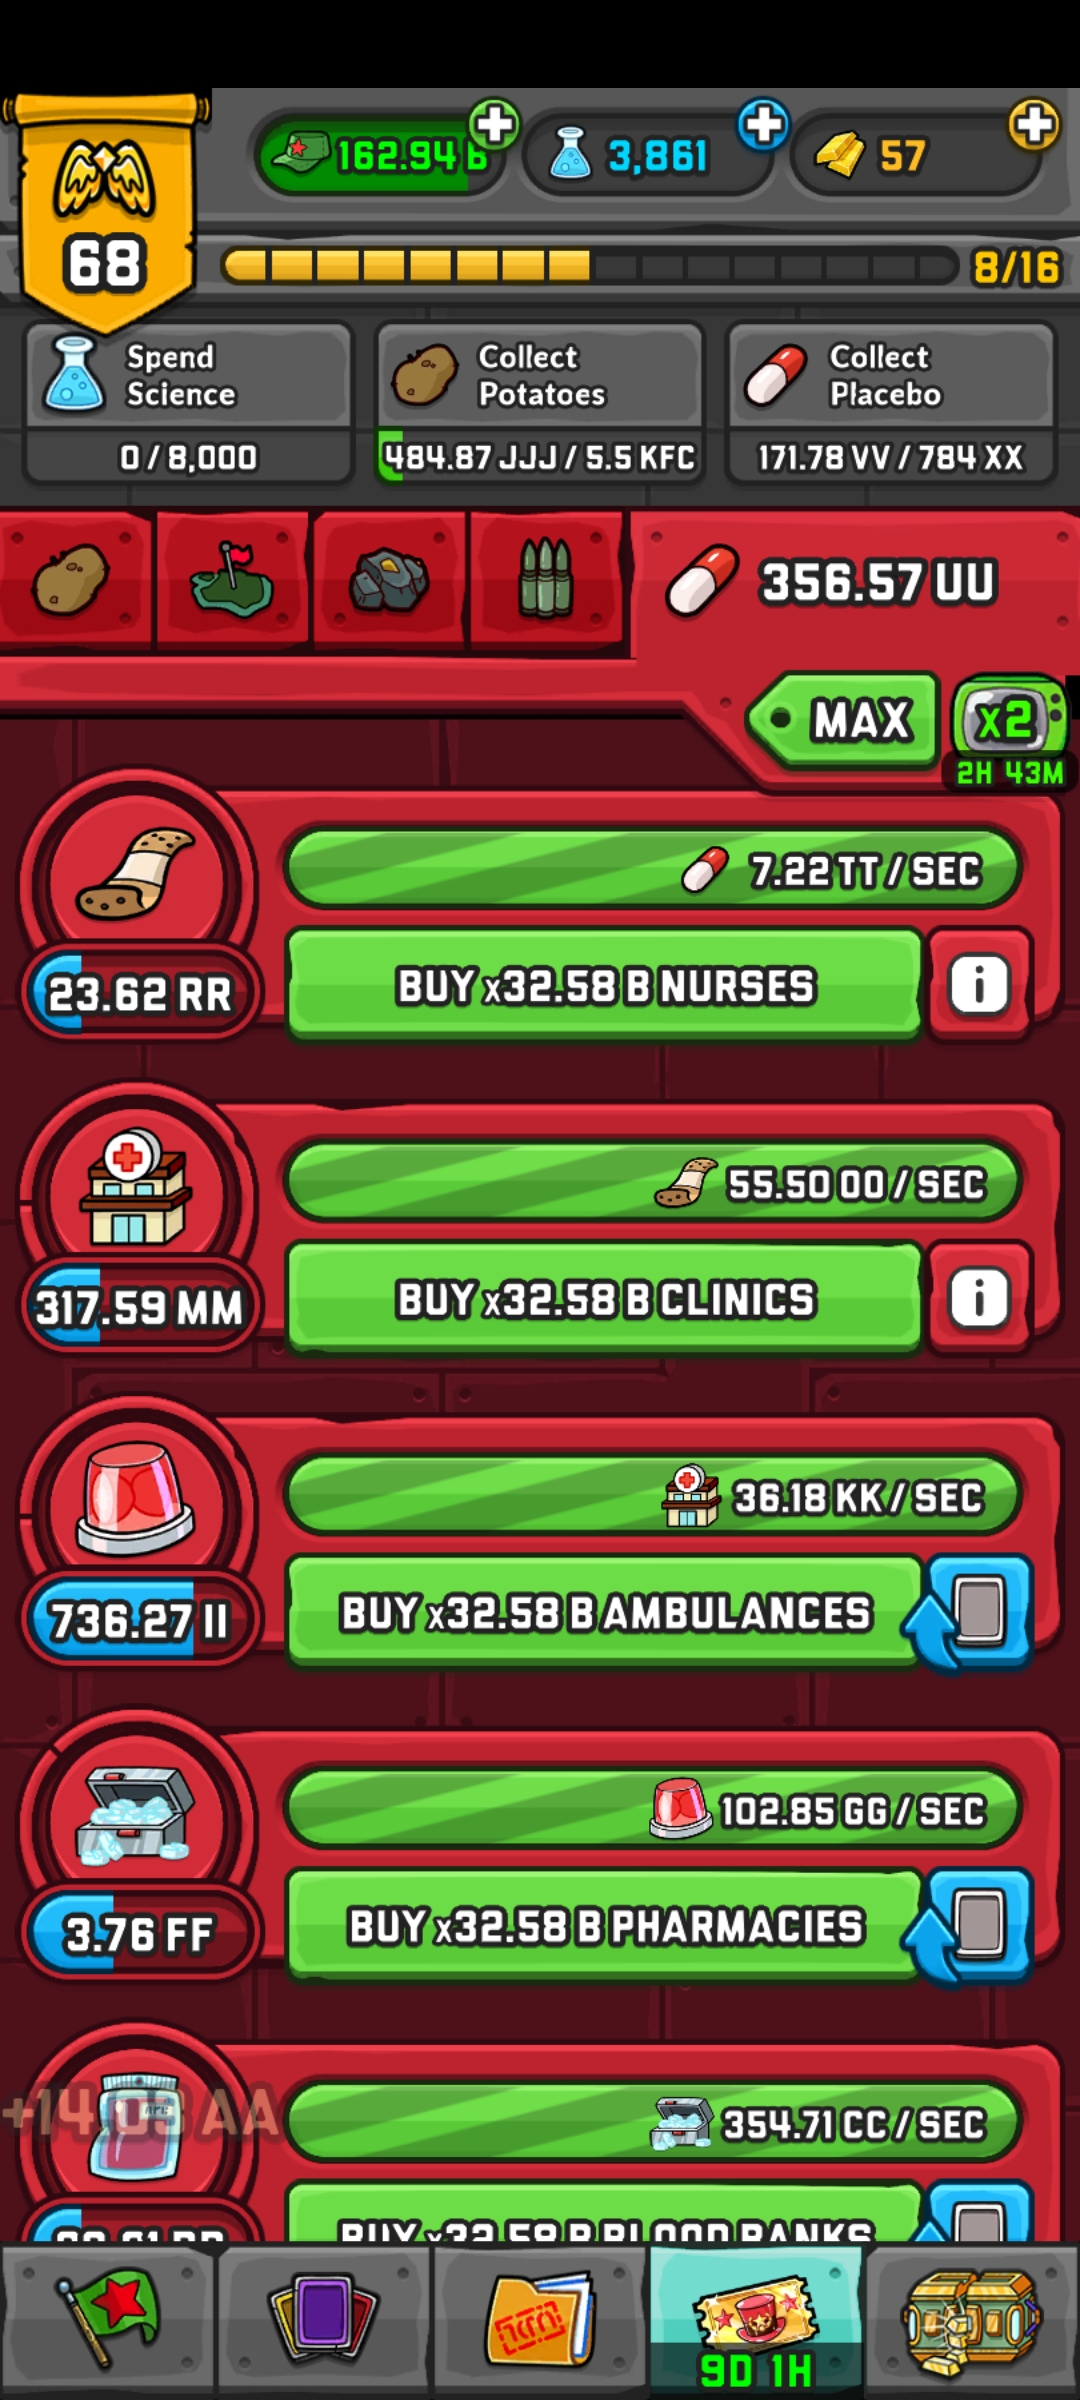 162.94 B
3,861
57
68
8/16
Spend
Science
0 / 8,000
Collect
Potatoes
484.87 JJJ / 5.5 KFC
Collect
Placebo
171.78 VV / 784 XX
356.57 UU
MAX
x2
2H 43M
7.22 TT / SEC
23.62 RR
BUY x32.58 B NURSES
i
55.50 OO / SEC
317.59 MM
BUY x32.58 B CLINICS
i
36.18 KK / SEC
736.27 II
BUY x32.58 B AMBULANCES
102.85 GG / SEC
3.76 FF
BUY x32.58 B PHARMACIES
+14.03 AA
354.71 CC / SEC
BUY x32.58 B BLOOD BANKS
9D 1H